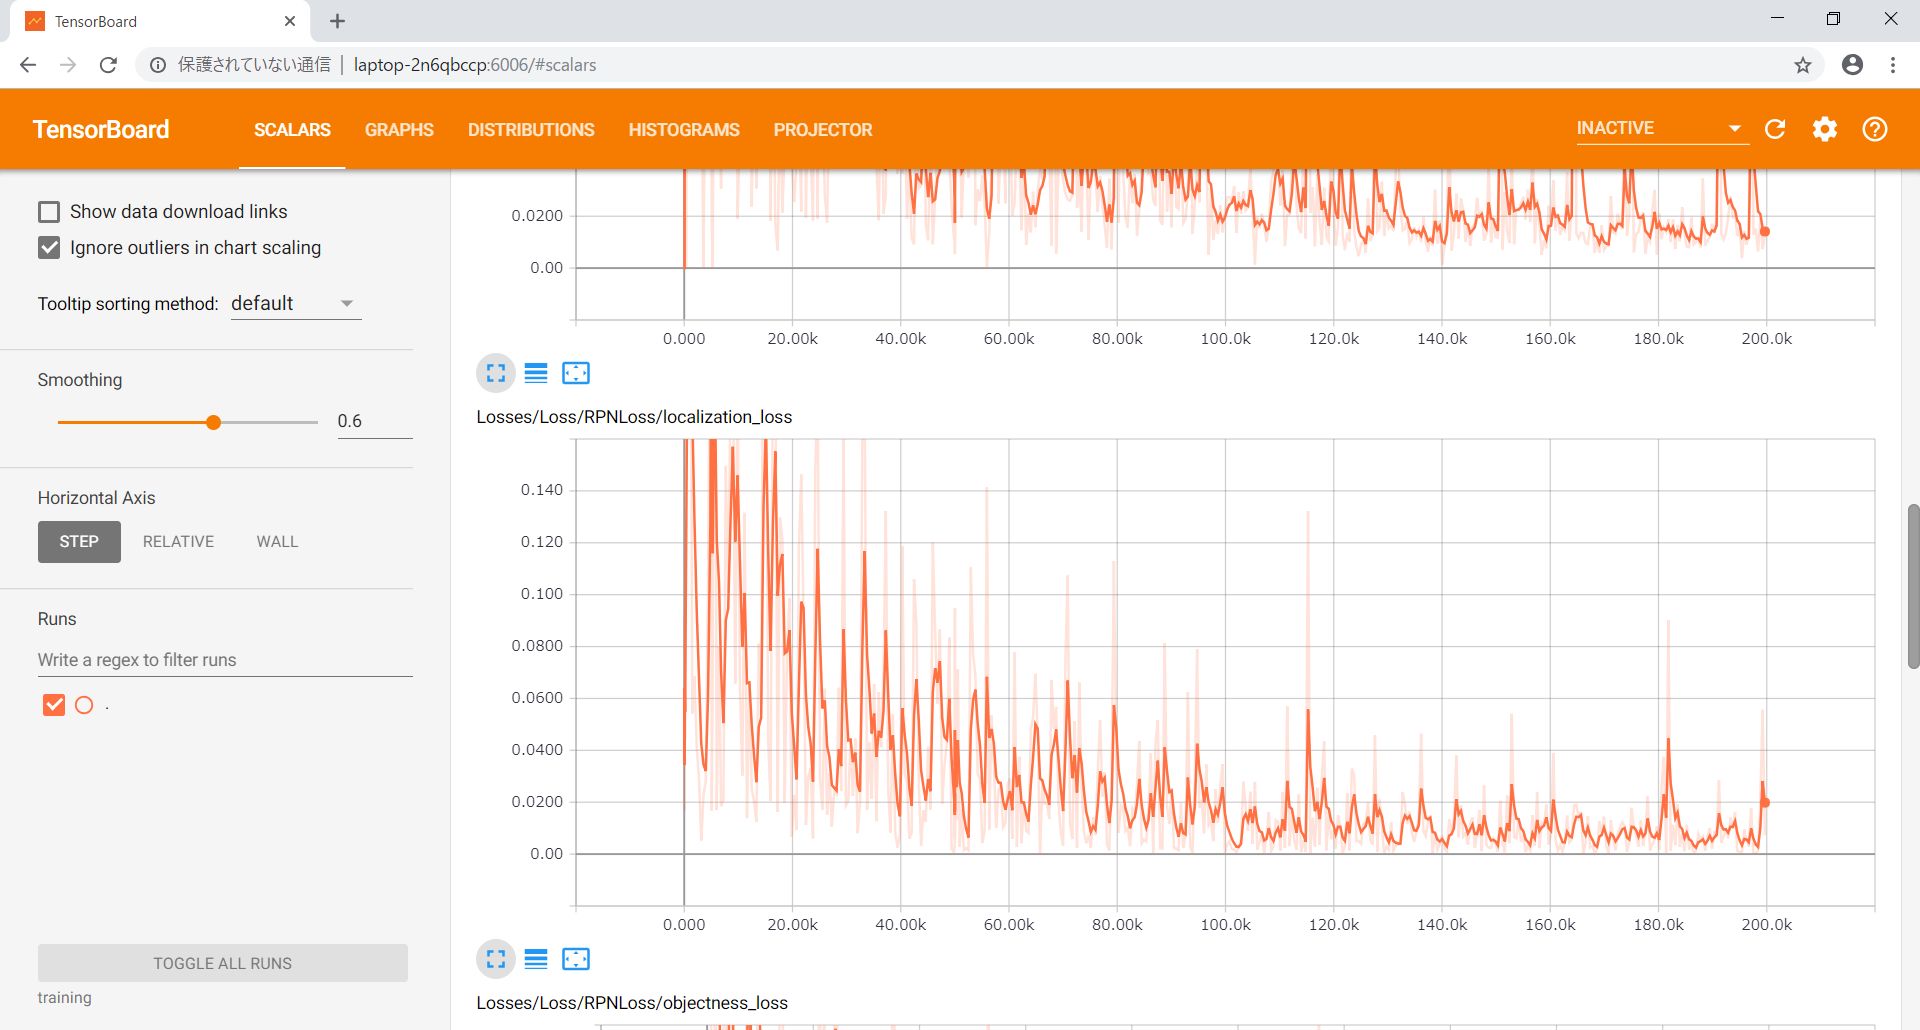 TensorBoard
保護されていない通信 | laptop-2n6qbccp:6006/#scalars
TensorBoard SCALARS GRAPHS DISTRIBUTIONS HISTOGRAMS PROJECTOR INACTIVE
Show data download links
Ignore outliers in chart scaling
Tooltip sorting method: default
Smoothing
0.6
Horizontal Axis
STEP RELATIVE WALL
Runs
Write a regex to filter runs
.
TOGGLE ALL RUNS
training
0.0200
0.00
0.000 20.00k 40.00k 60.00k 80.00k 100.0k 120.0k 140.0k 160.0k 180.0k 200.0k
Losses/Loss/RPNLoss/localization_loss
0.140
0.120
0.100
0.0800
0.0600
0.0400
0.0200
0.00
0.000 20.00k 40.00k 60.00k 80.00k 100.0k 120.0k 140.0k 160.0k 180.0k 200.0k
Losses/Loss/RPNLoss/objectness_loss